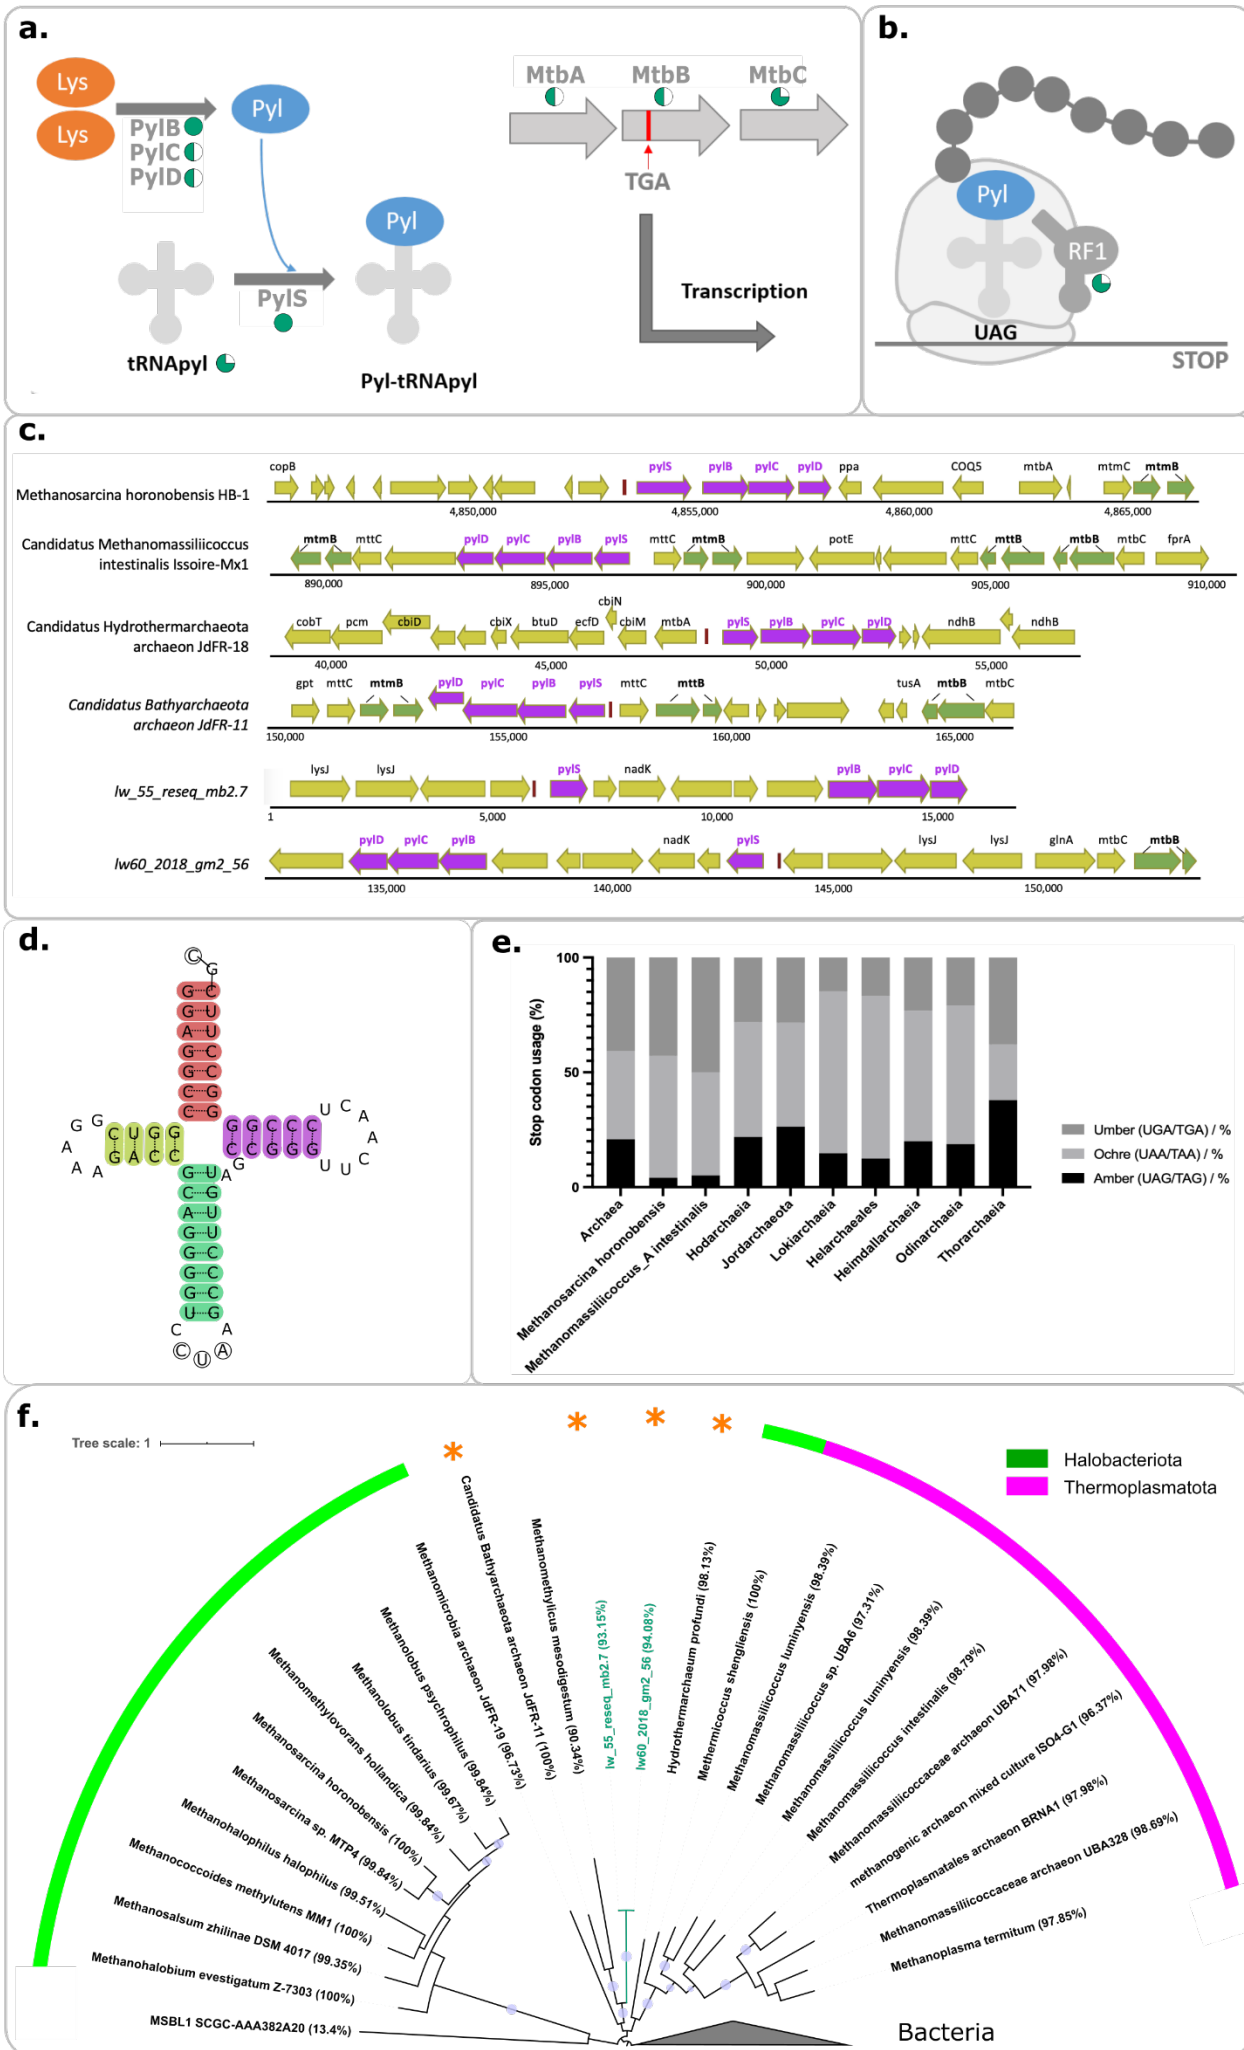 a.
Lys
Lys
PylB
PylC
PylD
Pyl
tRNApyl
PylS
Pyl
Pyl-tRNApyl
MtbA MtbB MtbC
TGA
Transcription
b.
Pyl
RF1
UAG
STOP
c.
Methanosarcina horonobensis HB-1
copB pylS pylB pylC pylD ppa COQ5 mtbA mtmC mtmB
4,850,000 4,855,000 4,860,000 4,865,000
Candidatus Methanomassiliicoccus
intestinalis Issoire-Mx1
mtmB mttC pylD pylC pylB pylS mttC mtmB potE mttC mttB mtbB mtbC fprA
890,000 895,000 900,000 905,000 910,000
Candidatus Hydrothermarchaeota
archaeon JdFR-18
cobT pcm cbiD cbiX btuD ecfD cbiN cbiM mtbA pylS pylB pylC pylD ndhB ndhB
40,000 45,000 50,000 55,000
Candidatus Bathyarchaeota
archaeon JdFR-11
gpt mttC mtmB pylD pylC pylB pylS mttC mttB tusA mtbB mtbC
150,000 155,000 160,000 165,000
lw_55_reseq_mb2.7
lysJ lysJ pylS nadK pylB pylC pylD
1 5,000 10,000 15,000
lw60_2018_gm2_56
pylD pylC pylB nadK pylS lysJ lysJ glnA mtbC mtbB
135,000 140,000 145,000 150,000
d.
C
G
G C
G U
A U
G C
G C
C G
C G
G G C C C
C G G G G
U C A A C U U
C U G G
G A C C
G G A A A
G U
A G
C G
A U
G U
G C
G C
G C
U G
C A
C U A
e.
Stop codon usage (%)
100
50
0
Archaea
Methanosarcina horonobensis
Methanomassiliicoccus_A intestinalis
Hodarchaeia
Jordarchaeota
Lokiarchaeia
Helarchaeales
Heimdallarchaeia
Odinarchaeia
Thorarchaeia
Umber (UGA/TGA) / %
Ochre (UAA/TAA) / %
Amber (UAG/TAG) / %
f.
Tree scale: 1
* * * *
Halobacteriota
Thermoplasmatota
MSBL1 SCGC-AAA382A20 (13.4%)
Methanohalobium evestigatum Z-7303 (100%)
Methanosalsum zhilinae DSM 4017 (99.35%)
Methanococcoides methylutens MM1 (100%)
Methanohalophilus halophilus (99.51%)
Methanosarcina sp. MTP4 (99.84%)
Methanosarcina horonobensis (100%)
Methanomethylovorans hollandica (99.84%)
Methanolobus tindarius (99.67%)
Methanolobus psychrophilus (99.84%)
Methanomicrobia archaeon JdFR-19 (96.73%)
Candidatus Bathyarchaeota archaeon JdFR-11 (100%)
Methanomethylicus mesodigestum (90.34%)
lw_55_reseq_mb2.7 (93.15%)
lw60_2018_gm2_56 (94.08%)
Hydrothermarchaeum profundi (98.13%)
Methermicoccus shengliensis (100%)
Methanomassiliicoccus luminyensis (98.39%)
Methanomassiliicoccus sp. UBA6 (97.31%)
Methanomassiliicoccus luminyensis (98.39%)
Methanomassiliicoccus intestinalis (98.79%)
Methanomassiliicoccaceae archaeon UBA71 (97.98%)
methanogenic archaeon mixed culture ISO4-G1 (96.37%)
Thermoplasmatales archaeon BRNA1 (97.98%)
Methanomassiliicoccaceae archaeon UBA328 (98.69%)
Methanoplasma termitum (97.85%)
Bacteria